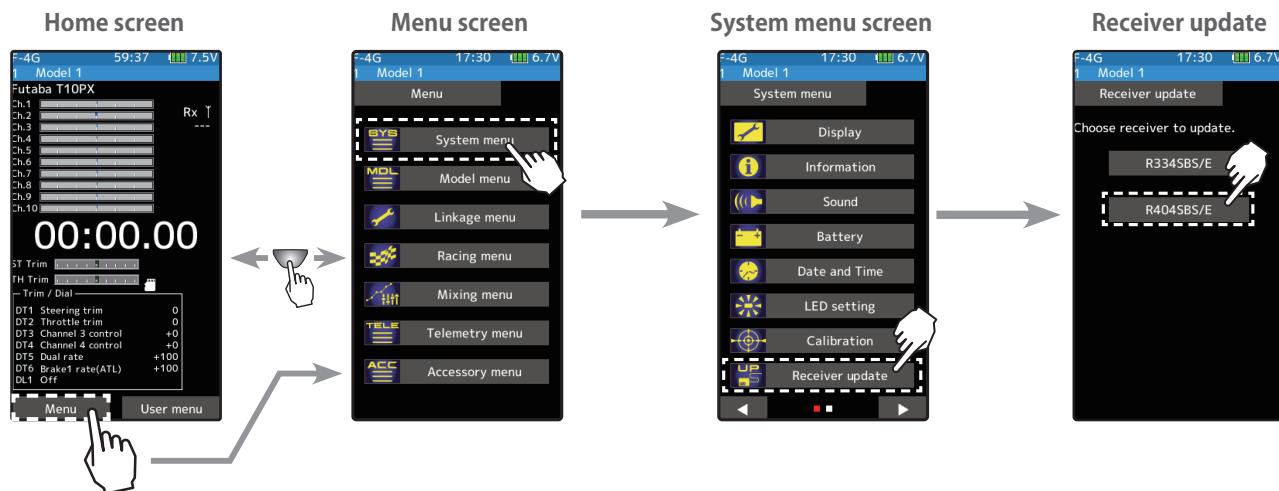 Home screen
F-4G 59:37 7.5V
1 Model 1
Futaba T10PX
Ch.1
Ch.2
Ch.3
Ch.4
Ch.5
Ch.6
Ch.7
Ch.8
Ch.9
Ch.10
Rx
---
00:00.00
ST Trim
TH Trim
Trim / Dial
DT1 Steering trim 0
DT2 Throttle trim 0
DT3 Channel 3 control +0
DT4 Channel 4 control +0
DT5 Dual rate +100
DT6 Brake1 rate(ATL) +100
DL1 Off
Menu User menu
Menu screen
F-4G 17:30 6.7V
1 Model 1
Menu
SYS System menu
MDL Model menu
Linkage menu
Racing menu
Mixing menu
TELE Telemetry menu
ACC Accessory menu
System menu screen
F-4G 17:30 6.7V
1 Model 1
System menu
Display
Information
Sound
Battery
Date and Time
LED setting
Calibration
UP Receiver update
Receiver update
F-4G 17:30 6.7V
1 Model 1
Receiver update
Choose receiver to update.
R334SBS/E
R404SBS/E